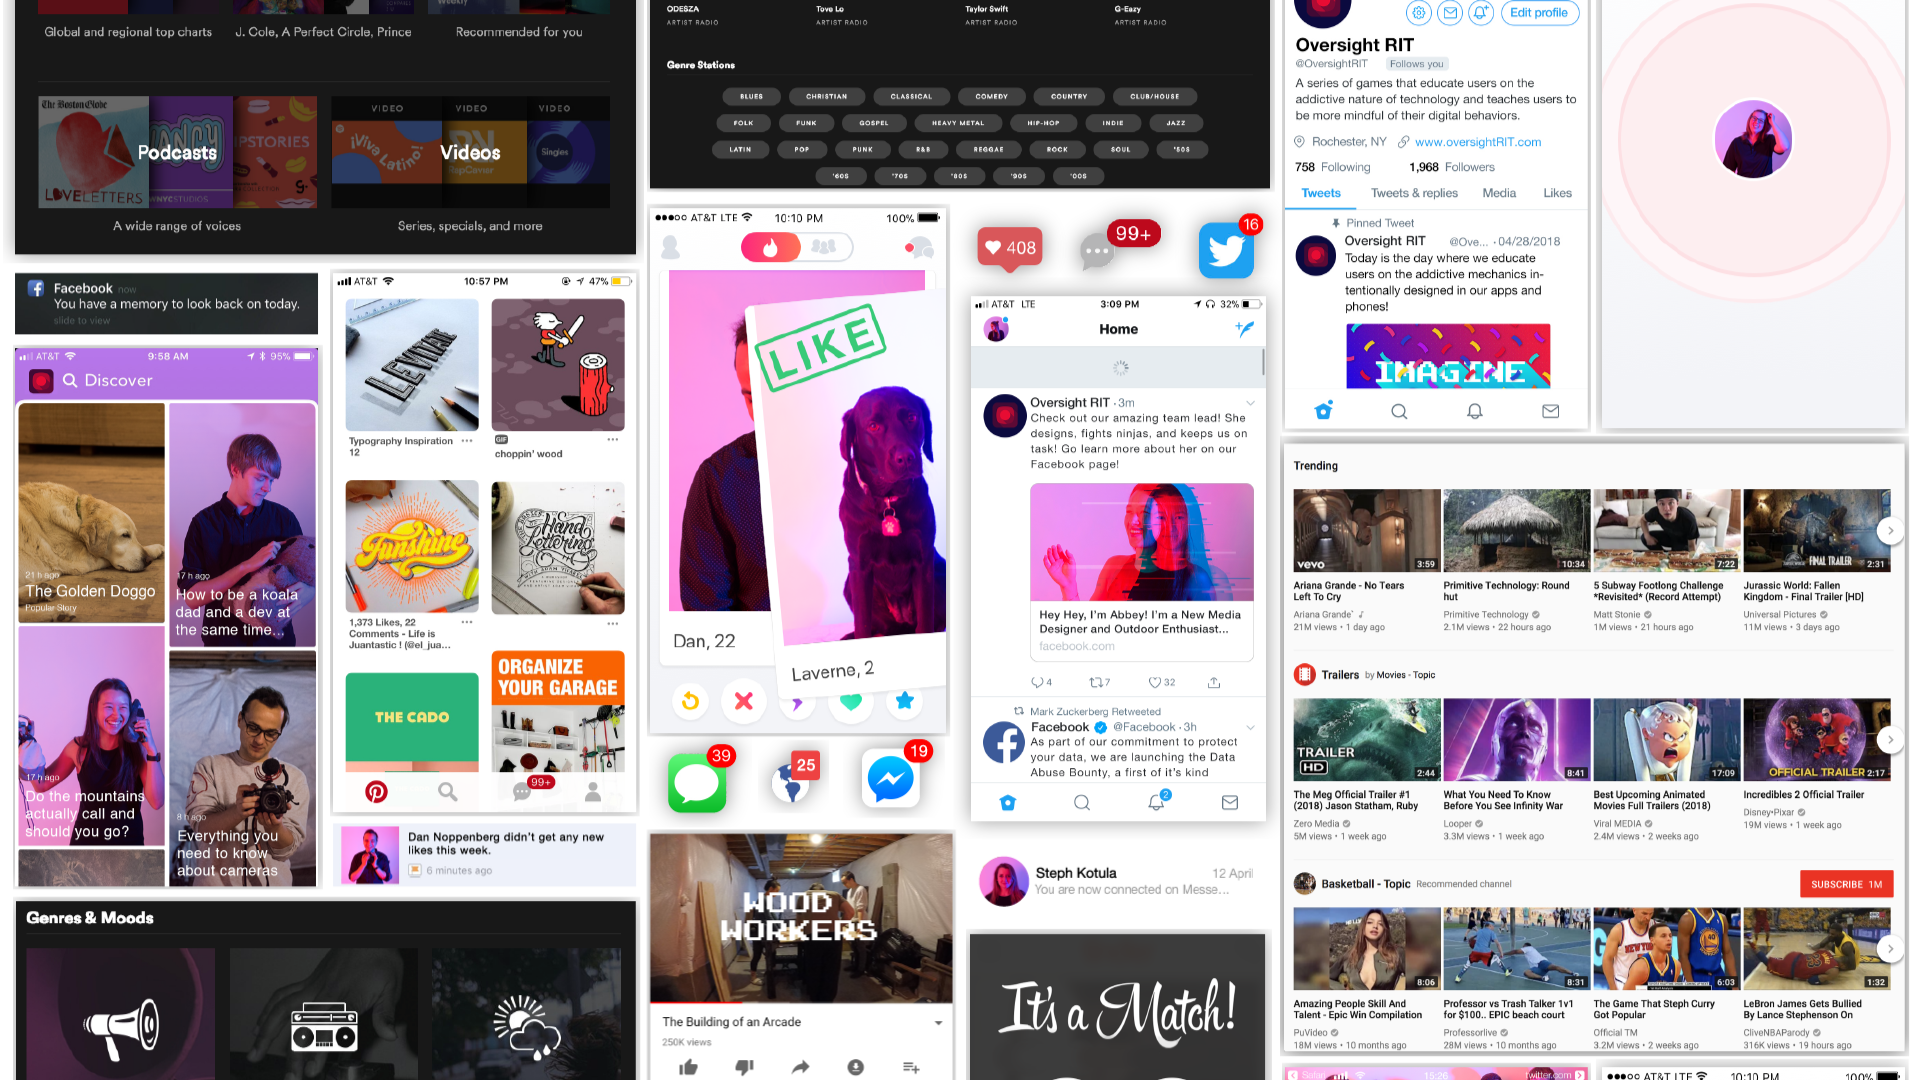 Global and regional top charts
J. Cole, A Perfect Circle, Prince
Recommended for you
The Boston Globe
LOVELETTERS
NANCY
WNYCSTUDIOS
IPSTORIES
Podcasts
A wide range of voices
VIDEO
VIDEO
VIDEO
¡Viva Latino!
RapCaviar
Singles
Videos
Series, specials, and more
ODESZA
ARTIST RADIO
Tove Lo
ARTIST RADIO
Taylor Swift
ARTIST RADIO
G-Eazy
ARTIST RADIO
Genre Stations
BLUES
CHRISTIAN
CLASSICAL
COMEDY
COUNTRY
CLUB/HOUSE
FOLK
FUNK
GOSPEL
HEAVY METAL
HIP-HOP
INDIE
JAZZ
LATIN
POP
PUNK
R&B
REGGAE
ROCK
SOUL
'50S
'60S
'70S
'80S
'90S
'00S
Edit profile
Oversight RIT
@OversightRIT
Follows you
A series of games that educate users on the
addictive nature of technology and teaches users to
be more mindful of their digital behaviors.
Rochester, NY
www.oversightRIT.com
758 Following
1,968 Followers
Tweets
Tweets & replies
Media
Likes
Pinned Tweet
Oversight RIT @Ove... · 04/28/2018
Today is the day where we educate
users on the addictive mechanics in-
tentionally designed in our apps and
phones!
IMAGINE
Facebook now
You have a memory to look back on today.
slide to view
AT&T
9:58 AM
95%
Discover
21 h ago
The Golden Doggo
Popular Story
17 h ago
How to be a koala
dad and a dev at
the same time...
17 h ago
Do the mountains
actually call and
should you go?
8 h ago
Everything you
need to know
about cameras
AT&T
10:57 PM
47%
Typography Inspiration
12
GIF
choppin' wood
Funshine
1,373 Likes, 22
Comments - Life is
Juantastic ! (@el_jua...
Hand
Lettering
THE CADO
ORGANIZE
YOUR GARAGE
99+
Dan Noppenberg didn't get any new
likes this week.
6 minutes ago
AT&T LTE
10:10 PM
100%
LIKE
Dan, 22
Laverne, 2
39
25
19
408
99+
16
AT&T LTE
3:09 PM
32%
Home
Oversight RIT · 3m
Check out our amazing team lead! She
designs, fights ninjas, and keeps us on
task! Go learn more about her on our
Facebook page!
Hey Hey, I'm Abbey! I'm a New Media
Designer and Outdoor Enthusiast...
facebook.com
4
7
32
Mark Zuckerberg Retweeted
Facebook @Facebook · 3h
As part of our commitment to protect
your data, we are launching the Data
Abuse Bounty, a first of it's kind
2
Steph Kotula
12 April
You are now connected on Messe...
Trending
vevo
3:59
10:34
7:22
FINAL TRAILER
2:31
Ariana Grande - No Tears
Left To Cry
Ariana Grande
21M views • 1 day ago
Primitive Technology: Round
hut
Primitive Technology
2.1M views • 22 hours ago
5 Subway Footlong Challenge
*Revisited* (Record Attempt)
Matt Stonie
1M views • 21 hours ago
Jurassic World: Fallen
Kingdom - Final Trailer [HD]
Universal Pictures
11M views • 3 days ago
Trailers by Movies - Topic
TRAILER
HD
2:44
8:41
17:09
OFFICIAL TRAILER
2:17
The Meg Official Trailer #1
(2018) Jason Statham, Ruby
Zero Media
5M views • 1 week ago
What You Need To Know
Before You See Infinity War
Looper
3.3M views • 1 week ago
Best Upcoming Animated
Movies Full Trailers (2018)
Viral MEDIA
2.4M views • 2 weeks ago
Incredibles 2 Official Trailer
Disney•Pixar
19M views • 1 week ago
Basketball - Topic Recommended channel
SUBSCRIBE 1M
8:06
8:31
NEW YORK
6:03
1:32
Amazing People Skill And
Talent - Epic Win Compilation
PuVideo
18M views • 10 months ago
Professor vs Trash Talker 1v1
for $100.. EPIC beach court
Professorlive
28M views • 10 months ago
The Game That Steph Curry
Got Popular
Official TM
3.2M views • 2 weeks ago
LeBron James Gets Bullied
By Lance Stephenson On
CliveNBAParody
316K views • 19 hours ago
Genres & Moods
WOOD
WORKERS
The Building of an Arcade
250K views
It's a Match!
Safari
15:26
twitter.com
AT&T LTE
10:10 PM
100%